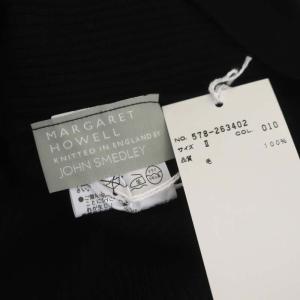 MARGARET
HOWELL
KNITTED IN ENGLAND BY
JOHN SMEDLEY
NO. 578-263402
COL. 010
サイズ II
品質 毛 100%